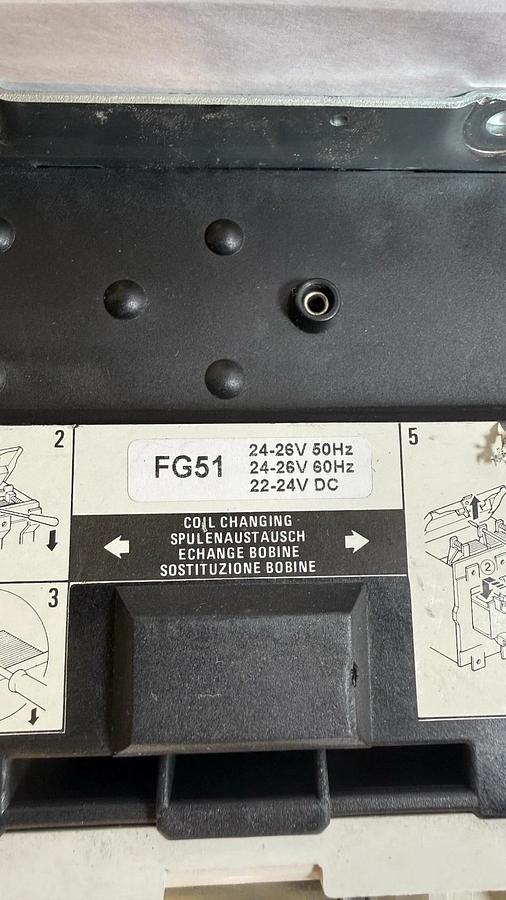 2
FG51
24-26V 50Hz
24-26V 60Hz
22-24V DC
5
COIL CHANGING
SPULENAUSTAUSCH
ECHANGE BOBINE
SOSTITUZIONE BOBINE
2
3